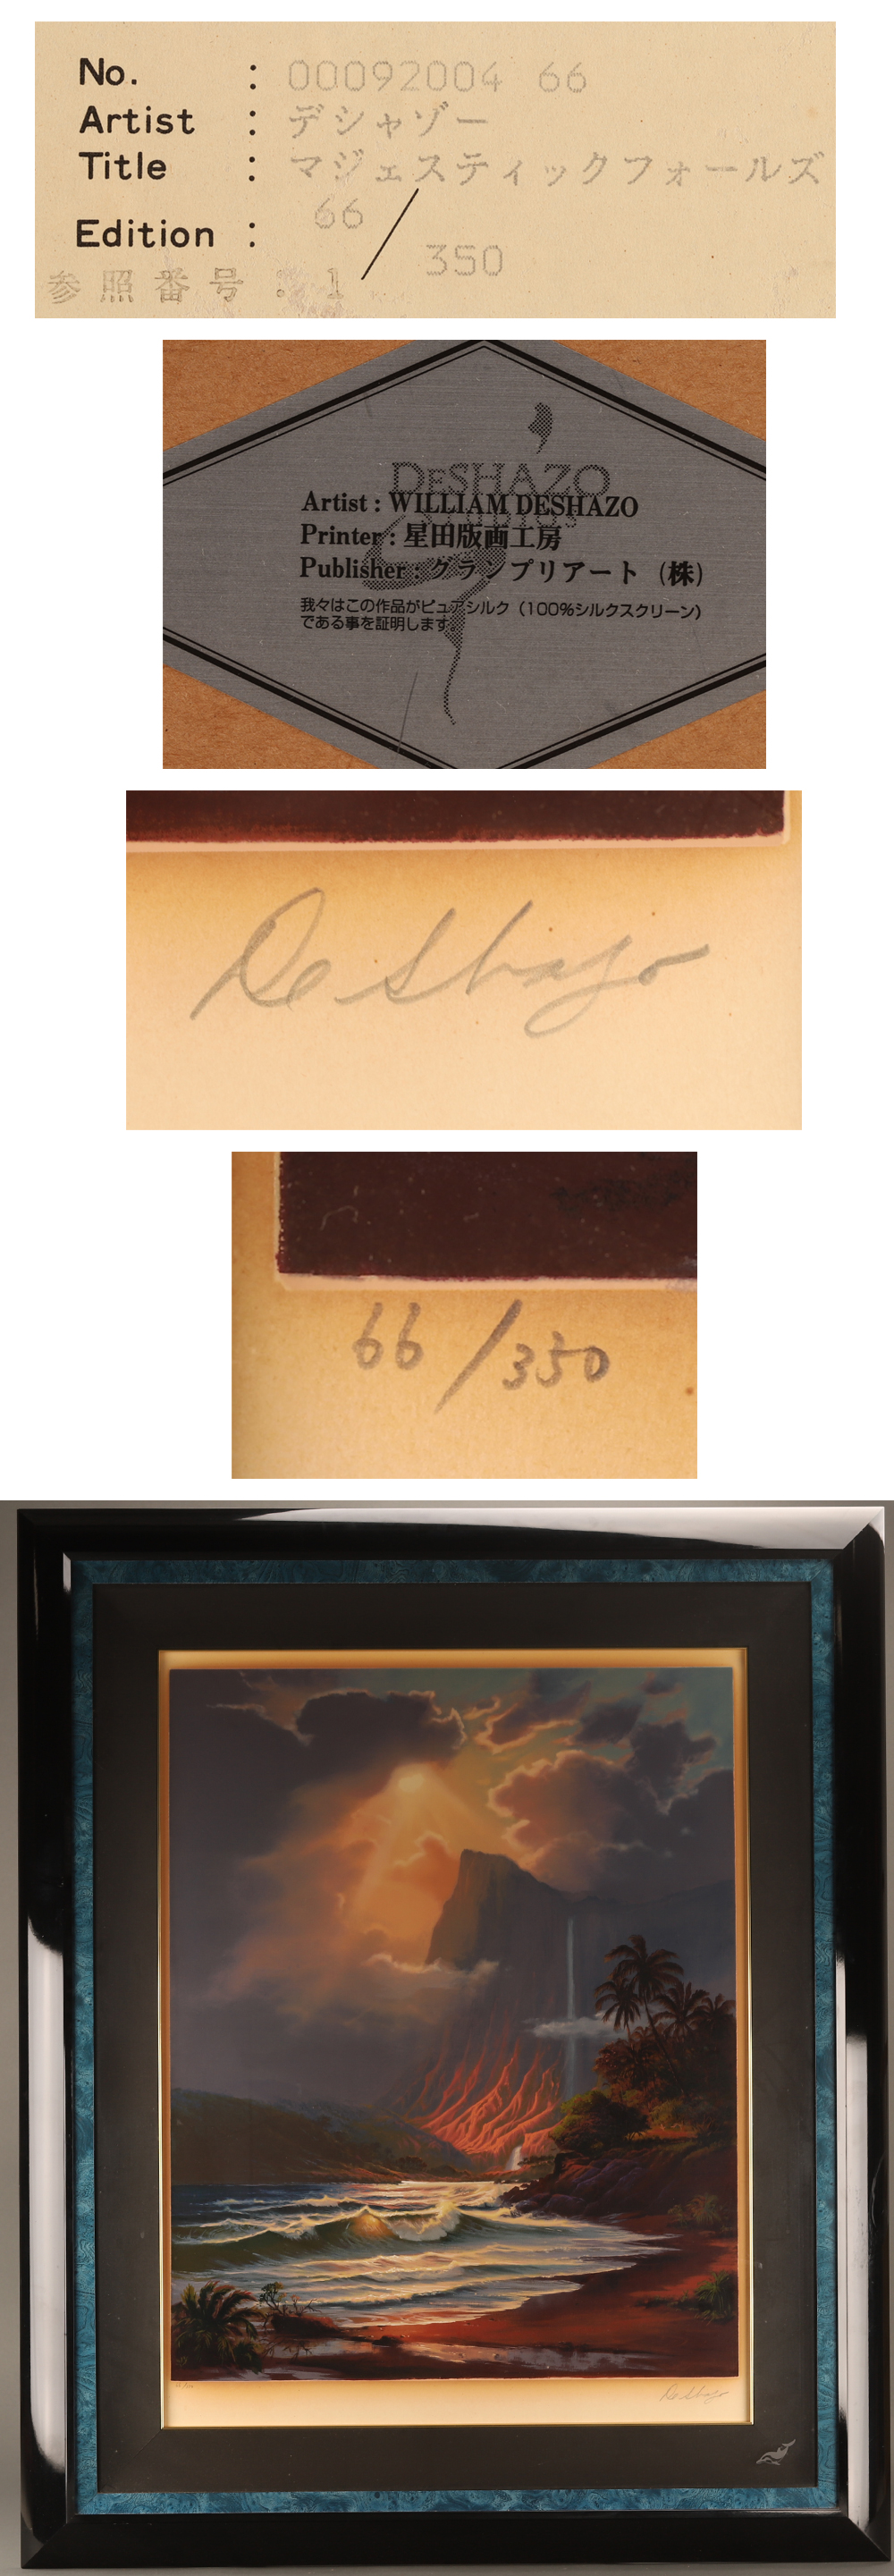 No. : 00092004 66
Artist : デシャゾー
Title : マジェスティックフォールズ
Edition : 66 / 350
参照番号: 1
DESHAZO
Artist : WILLIAM DESHAZO
Printer : 星田版画工房
Publisher : グランプリアート (株)
我々はこの作品がピュアシルク (100%シルクスクリーン)
である事を証明します。
De Shazo
66 / 350
De Shazo